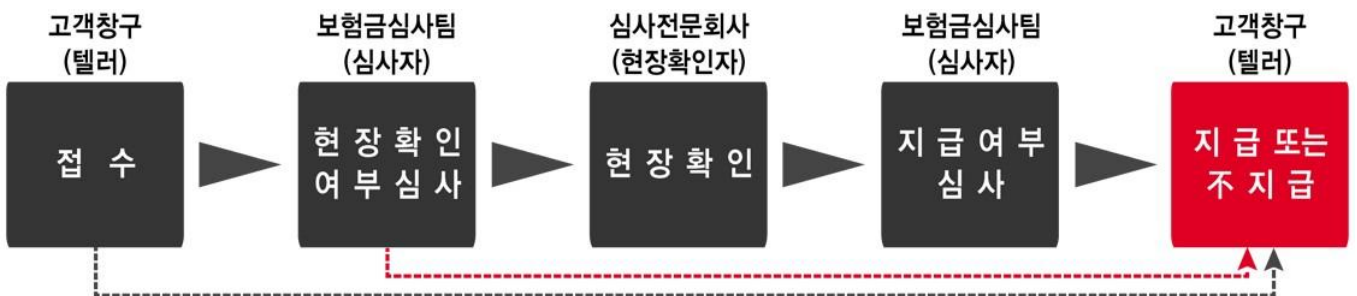 고객창구
(텔러)
보험금심사팀
(심사자)
심사전문회사
(현장확인자)
보험금심사팀
(심사자)
고객창구
(텔러)
접 수
현 장 확 인
여 부 심 사
현 장 확 인
지 급 여 부
심 사
지 급 또는
不 지 급